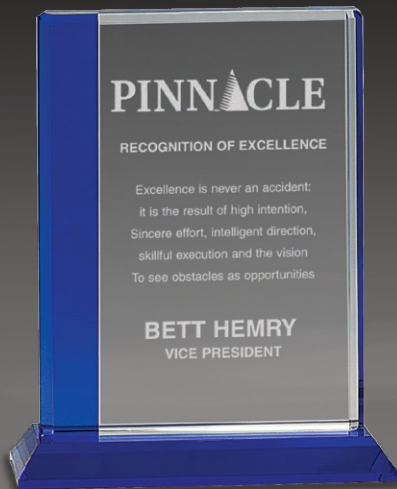 PINNACLE
RECOGNITION OF EXCELLENCE
Excellence is never an accident:
it is the result of high intention,
Sincere effort, intelligent direction,
skillful execution and the vision
To see obstacles as opportunities
BETT HEMRY
VICE PRESIDENT